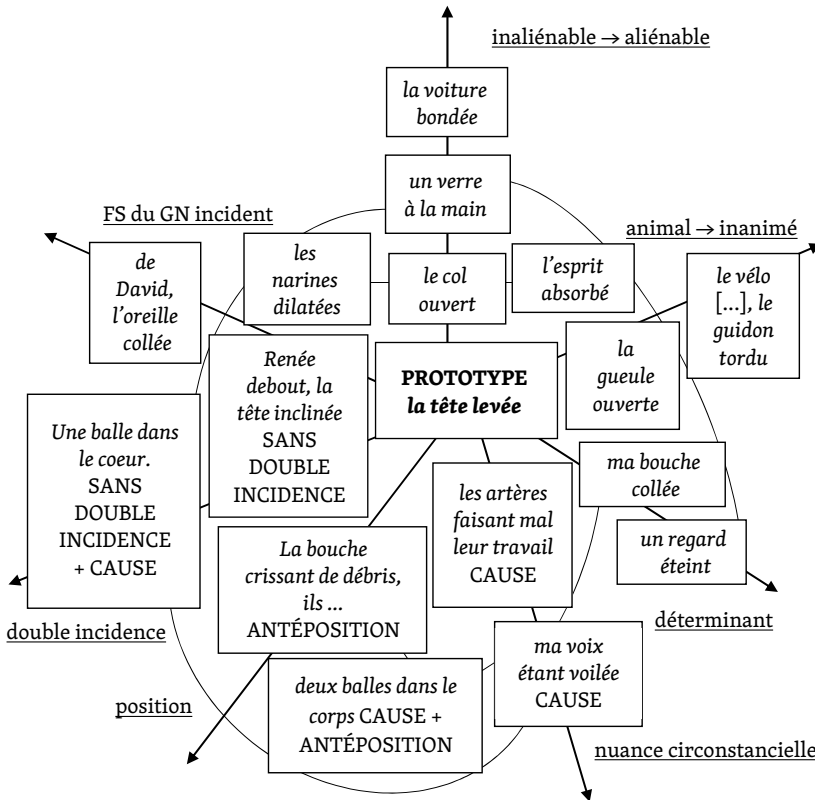 inaliénable → aliénable
la voiture
bondée
un verre
à la main
FS du GN incident
animal → inanimé
de
David,
l'oreille
collée
les
narines
dilatées
le col
ouvert
l'esprit
absorbé
le vélo
[...], le
guidon
tordu
Renée
debout, la
tête inclinée
SANS
DOUBLE
INCIDENCE
PROTOTYPE
la tête levée
la
gueule
ouverte
Une balle dans
le coeur.
SANS
DOUBLE
INCIDENCE
+ CAUSE
ma bouche
collée
les artères
faisant mal
leur travail
CAUSE
un regard
éteint
La bouche
crissant de débris,
ils ...
ANTÉPOSITION
double incidence
déterminant
ma voix
étant voilée
CAUSE
deux balles dans le
corps CAUSE +
ANTÉPOSITION
position
nuance circonstancielle